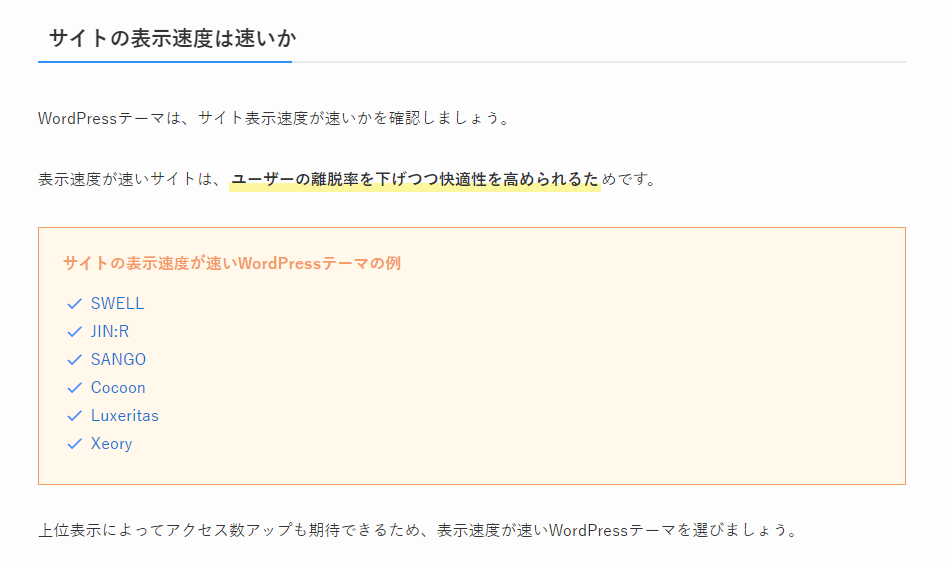 サイトの表示速度は速いか
WordPressテーマは、サイト表示速度が速いかを確認しましょう。
表示速度が速いサイトは、ユーザーの離脱率を下げつつ快適性を高められるためです。
サイトの表示速度が速いWordPressテーマの例
SWELL
JIN:R
SANGO
Cocoon
Luxeritas
Xeory
上位表示によってアクセス数アップも期待できるため、表示速度が速いWordPressテーマを選びましょう。